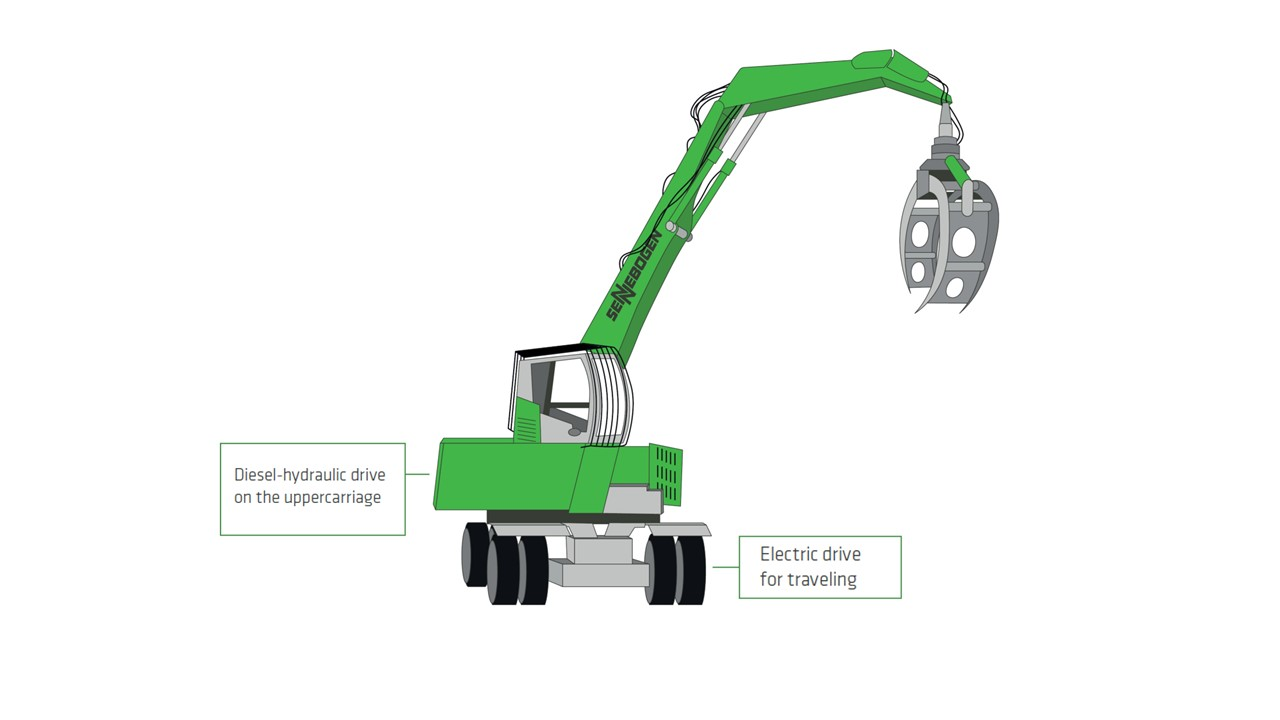 SENNEBOGEN
Diesel-hydraulic drive
on the uppercarriage
Electric drive
for traveling